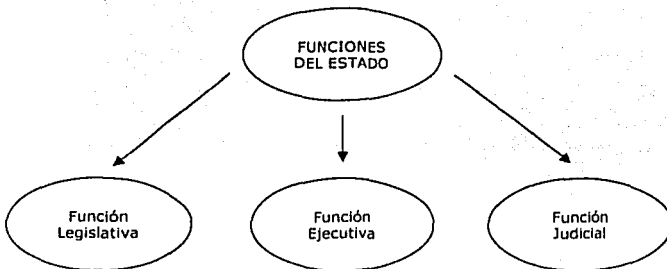 FUNCIONES
DEL ESTADO
Función
Legislativa
Función
Ejecutiva
Función
Judicial